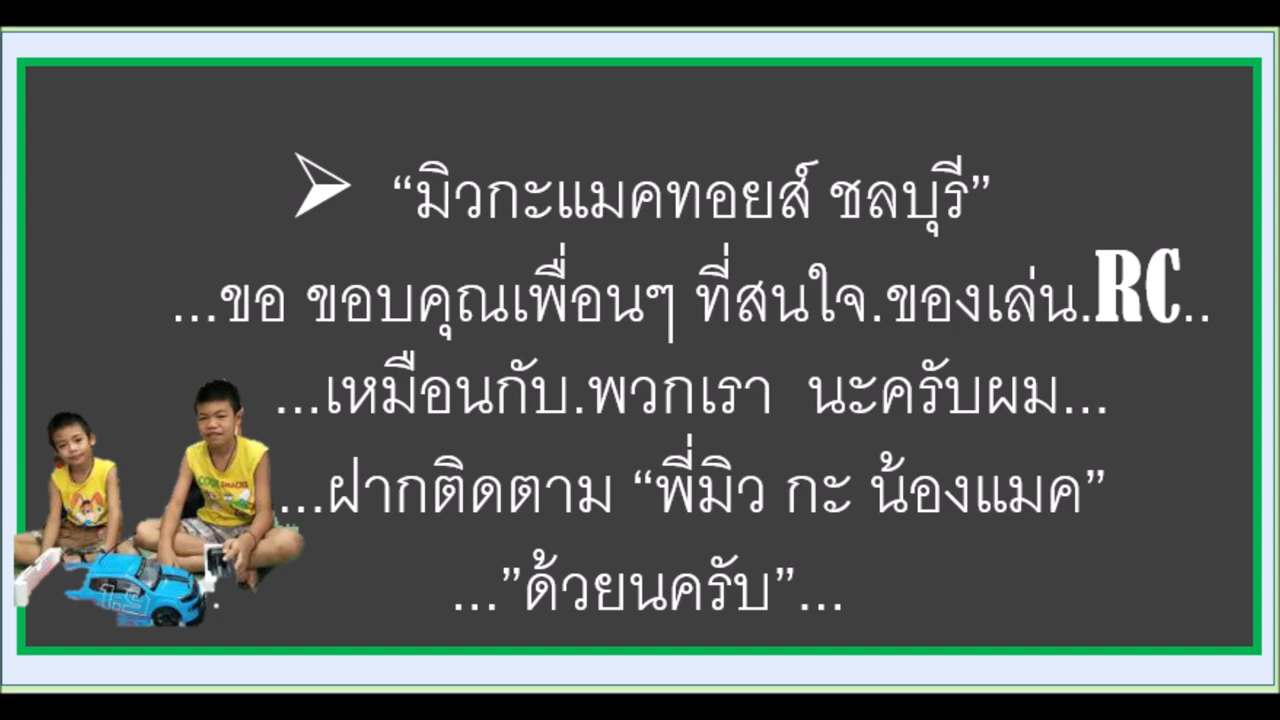 “มิวกะแมคทอยส์ ชลบุรี”
...ขอ ขอบคุณเพื่อนๆ ที่สนใจ.ของเล่น.RC..
...เหมือนกับ.พวกเรา นะครับผม...
...ฝากติดตาม “พี่มิว กะ น้องแมค”
...”ด้วยนครับ”...